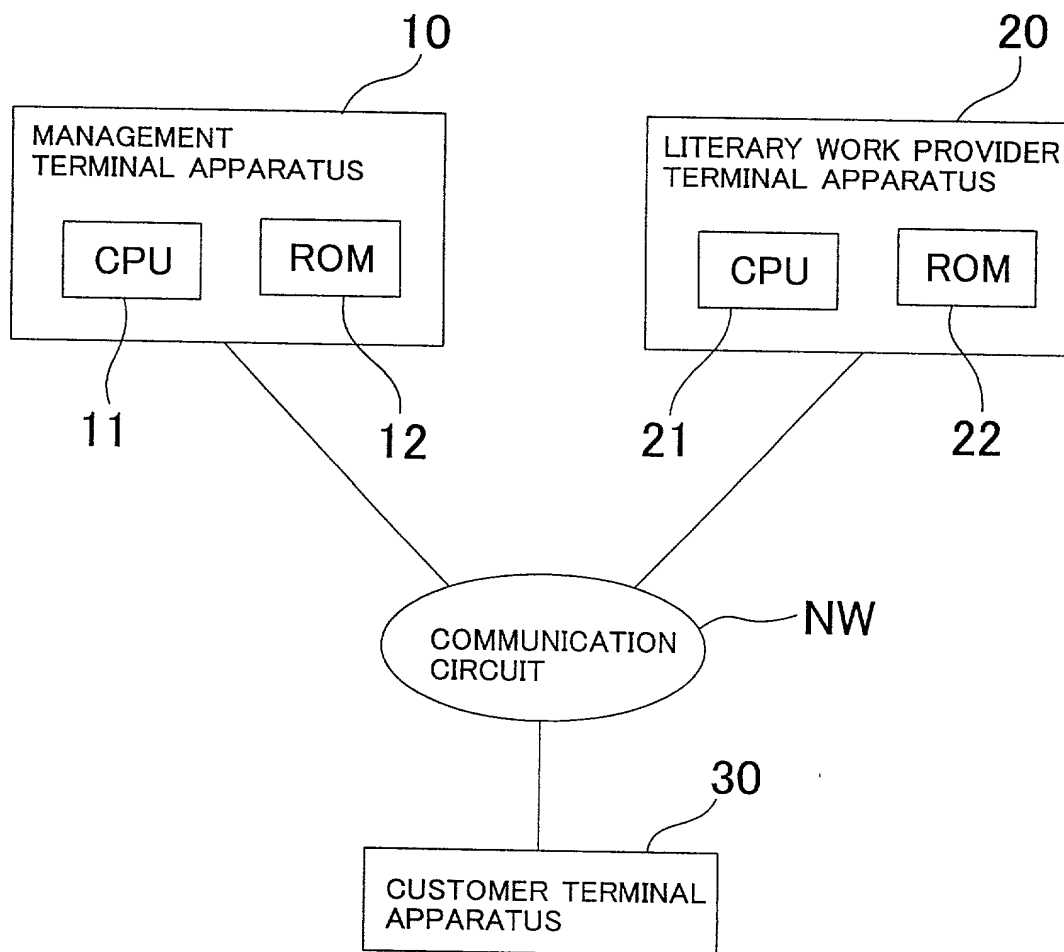 10
20
MANAGEMENT
TERMINAL APPARATUS
CPU
ROM
11
12
LITERARY WORK PROVIDER
TERMINAL APPARATUS
CPU
ROM
21
22
COMMUNICATION
CIRCUIT
NW
30
CUSTOMER TERMINAL
APPARATUS